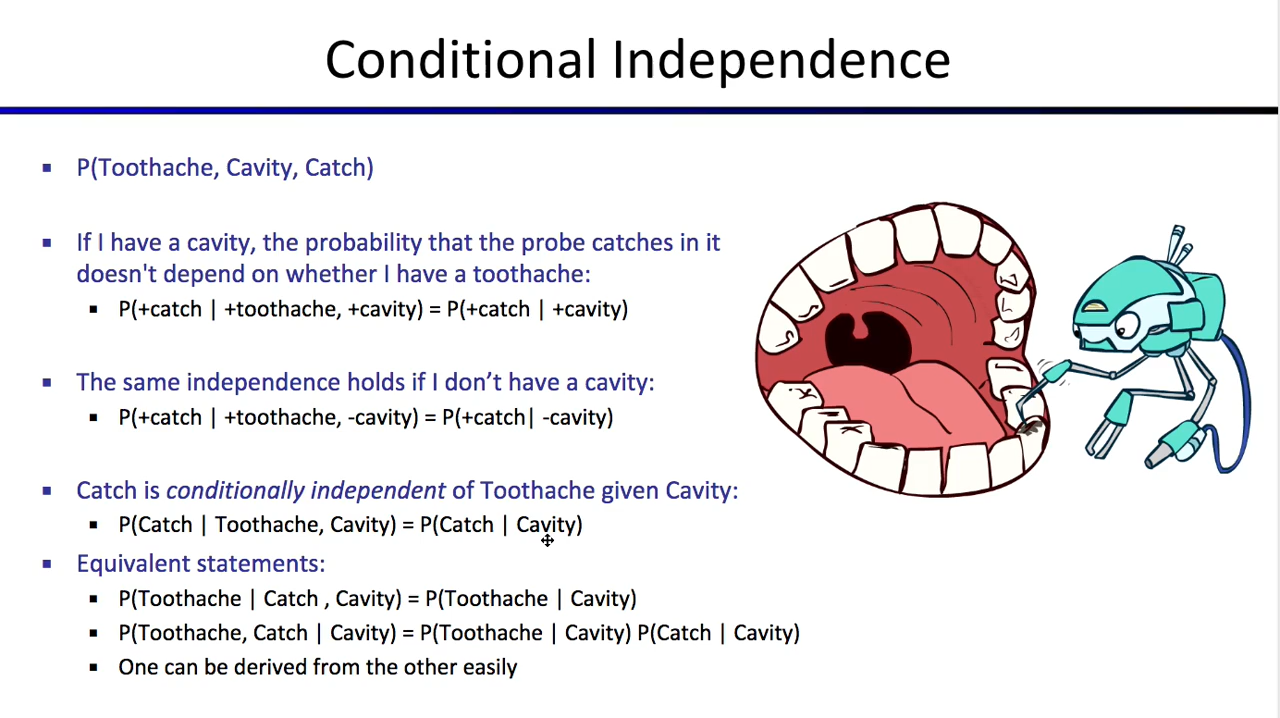 Conditional Independence
P(Toothache, Cavity, Catch)
If I have a cavity, the probability that the probe catches in it
doesn't depend on whether I have a toothache:
P(+catch | +toothache, +cavity) = P(+catch | +cavity)
The same independence holds if I don’t have a cavity:
P(+catch | +toothache, -cavity) = P(+catch| -cavity)
Catch is conditionally independent of Toothache given Cavity:
P(Catch | Toothache, Cavity) = P(Catch | Cavity)
Equivalent statements:
P(Toothache | Catch , Cavity) = P(Toothache | Cavity)
P(Toothache, Catch | Cavity) = P(Toothache | Cavity) P(Catch | Cavity)
One can be derived from the other easily